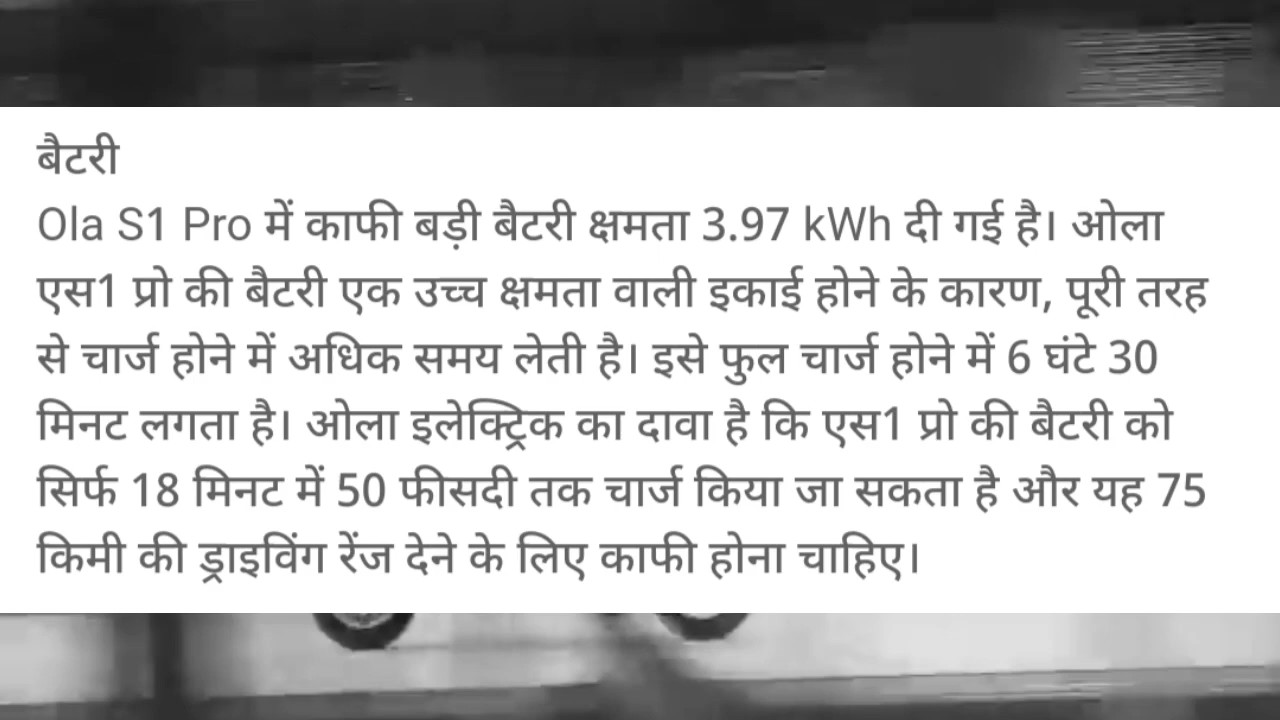 बैटरी
Ola S1 Pro में काफी बड़ी बैटरी क्षमता 3.97 kWh दी गई है। ओला
एस1 प्रो की बैटरी एक उच्च क्षमता वाली इकाई होने के कारण, पूरी तरह
से चार्ज होने में अधिक समय लेती है। इसे फुल चार्ज होने में 6 घंटे 30
मिनट लगता है। ओला इलेक्ट्रिक का दावा है कि एस1 प्रो की बैटरी को
सिर्फ 18 मिनट में 50 फीसदी तक चार्ज किया जा सकता है और यह 75
किमी की ड्राइविंग रेंज देने के लिए काफी होना चाहिए।